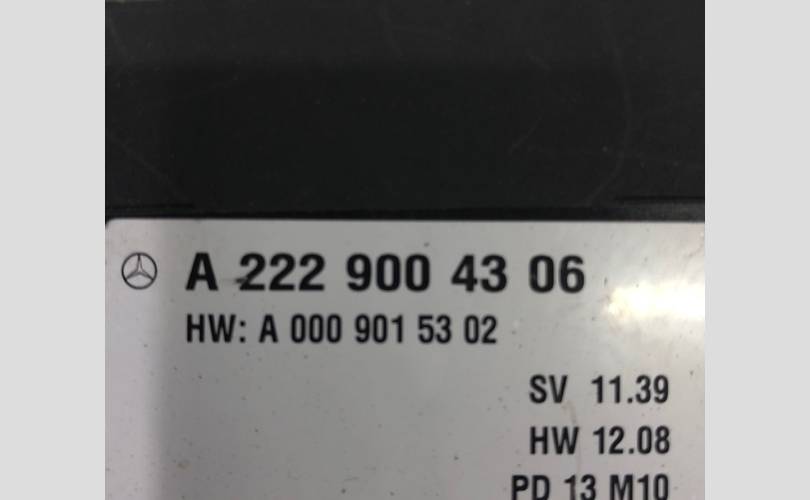 A 222 900 43 06
HW: A 000 901 53 02
SV 11.39
HW 12.08
PD 13 M10